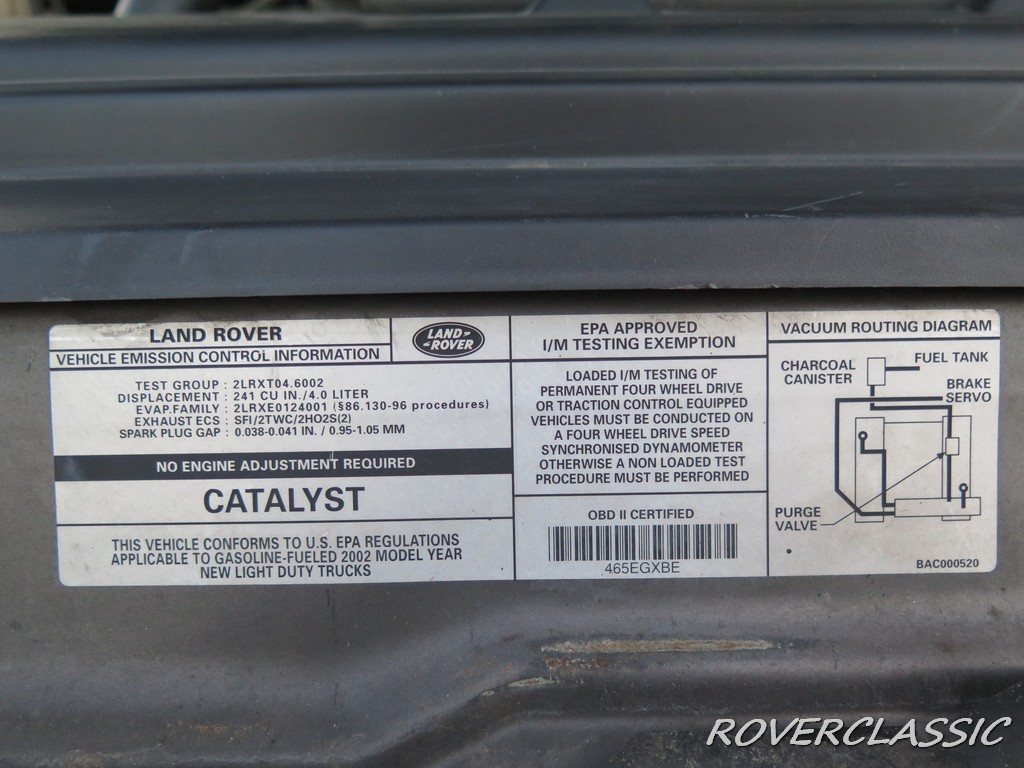 LAND ROVER
VEHICLE EMISSION CONTROL INFORMATION
LAND-
-ROVER
TEST GROUP : 2LRXT04.6002
DISPLACEMENT : 241 CU IN./4.0 LITER
EVAP.FAMILY : 2LRXE0124001 (§86.130-96 procedures)
EXHAUST ECS : SFI/2TWC/2HO2S(2)
SPARK PLUG GAP : 0.038-0.041 IN. / 0.95-1.05 MM
NO ENGINE ADJUSTMENT REQUIRED
CATALYST
THIS VEHICLE CONFORMS TO U.S. EPA REGULATIONS
APPLICABLE TO GASOLINE-FUELED 2002 MODEL YEAR
NEW LIGHT DUTY TRUCKS
EPA APPROVED
I/M TESTING EXEMPTION
LOADED I/M TESTING OF
PERMANENT FOUR WHEEL DRIVE
OR TRACTION CONTROL EQUIPPED
VEHICLES MUST BE CONDUCTED ON
A FOUR WHEEL DRIVE SPEED
SYNCHRONISED DYNAMOMETER
OTHERWISE A NON LOADED TEST
PROCEDURE MUST BE PERFORMED
OBD II CERTIFIED
465EGXBE
VACUUM ROUTING DIAGRAM
CHARCOAL
CANISTER
FUEL TANK
BRAKE
SERVO
PURGE
VALVE
BAC000520
ROVERCLASSIC